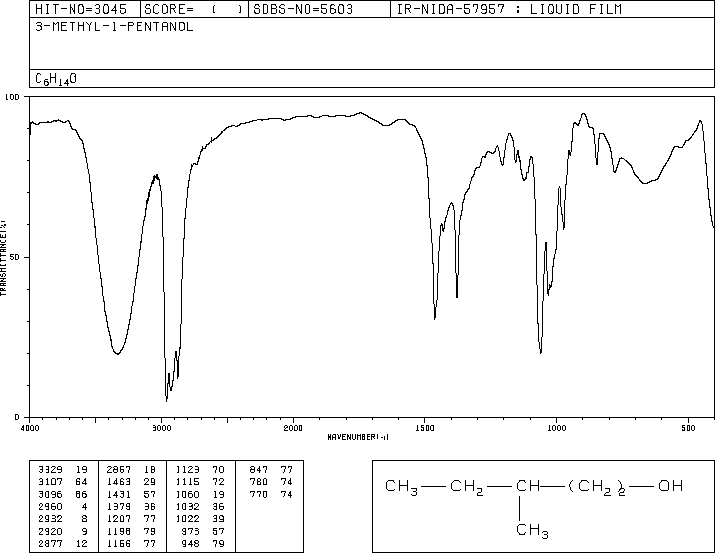 HIT-NO=3045 SCORE= ( ) SDBS-NO=5603 IR-NIDA-57957 : LIQUID FILM
3-METHYL-1-PENTANOL
C6H14O
100
50
0
TRANSMITTANCE(%)
4000 3000 2000 1500 1000 500
WAVENUMBER(-1)
3329 19 2867 18 1123 70 847 77
3107 64 1463 29 1115 72 780 74
3096 66 1431 57 1060 19 770 74
2960 4 1379 36 1032 36
2932 8 1207 77 1022 39
2920 9 1198 79 973 57
2877 12 1166 77 948 79
CH3 CH2 CH (CH2)2 OH
CH3